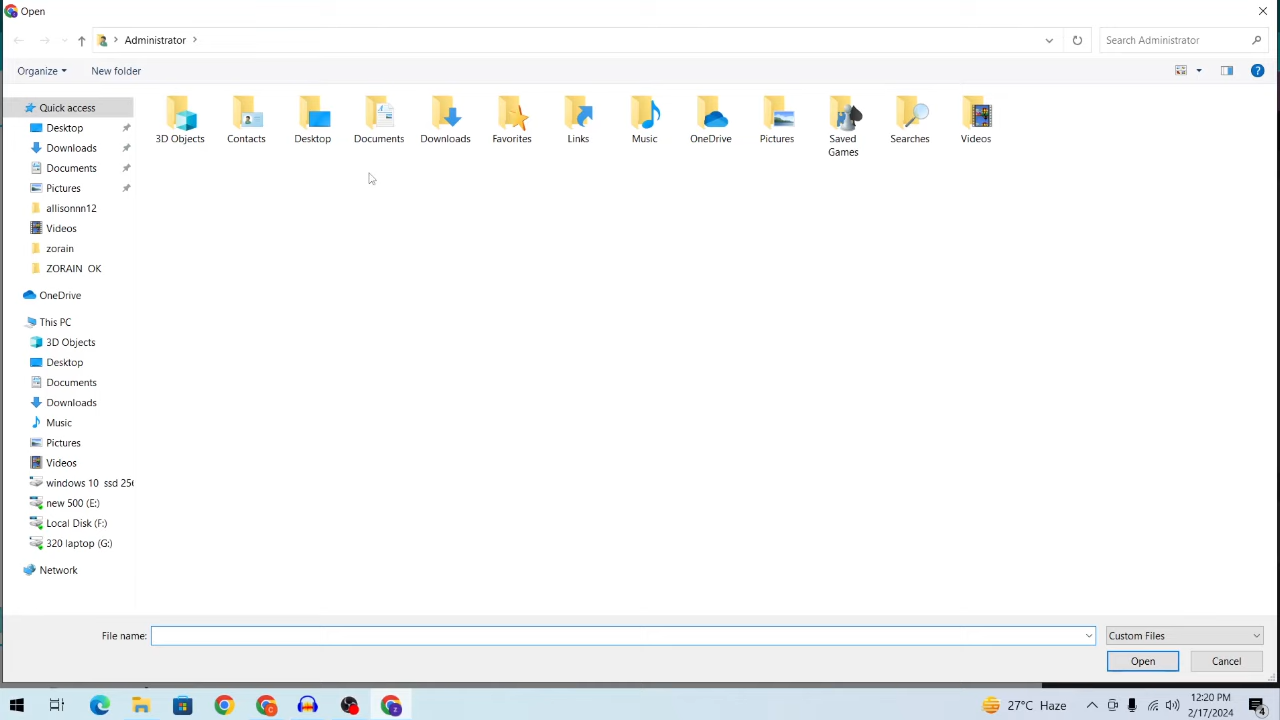 Open
Administrator
Search Administrator
Organize
New folder
Quick access
Desktop
Downloads
Documents
Pictures
allisonnn12
Videos
zorain
ZORAIN OK
OneDrive
This PC
3D Objects
Desktop
Documents
Downloads
Music
Pictures
Videos
windows 10 ssd 256
new 500 (E:)
Local Disk (F:)
320 laptop (G:)
Network
3D Objects
Contacts
Desktop
Documents
Downloads
Favorites
Links
Music
OneDrive
Pictures
Saved
Games
Searches
Videos
File name:
Custom Files
Open
Cancel
27°C Haze
12:20 PM
2/17/2024
4